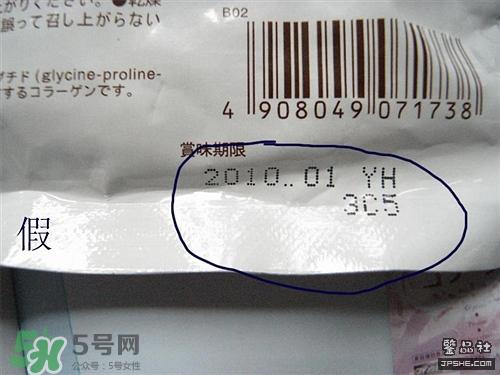 がりください。●乾燥
誤って召し上がらない
プチド(glycine-proline-
するコラーゲンです。
B02
4 908049 071738
賞味期限
2010..01 YH
3C5
假
5号网
公众号：5号女性
鑒品社
JPSHE.COM